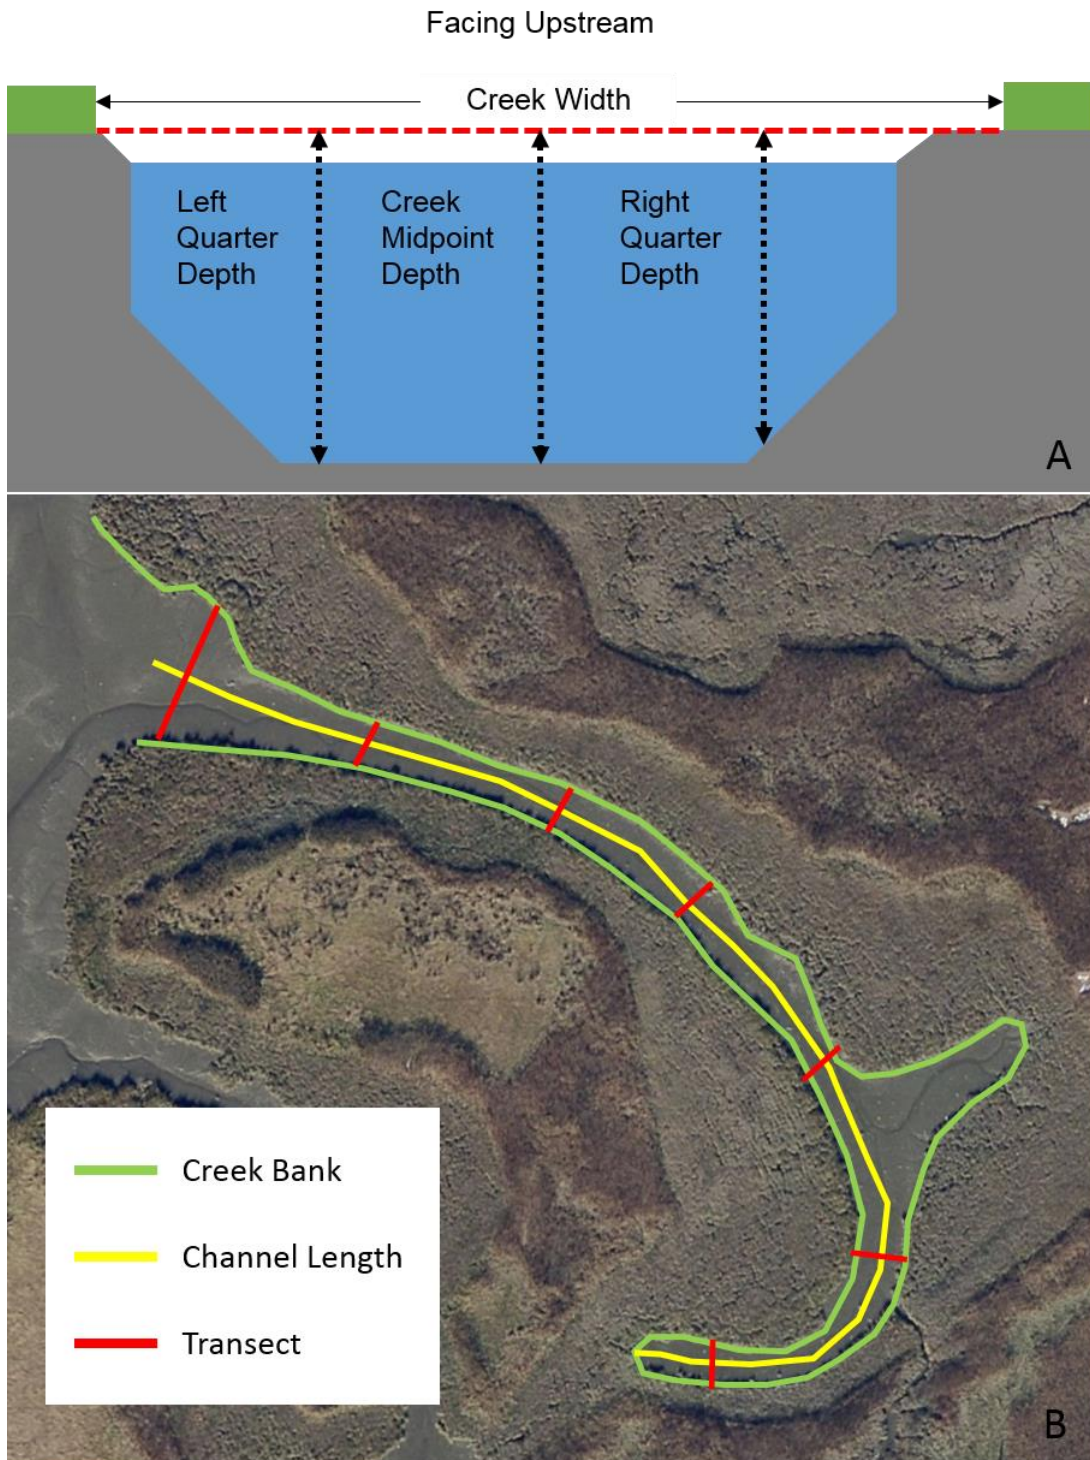 Facing Upstream
Creek Width
Left
Quarter
Depth
Creek
Midpoint
Depth
Right
Quarter
Depth
A
Creek Bank
Channel Length
Transect
B